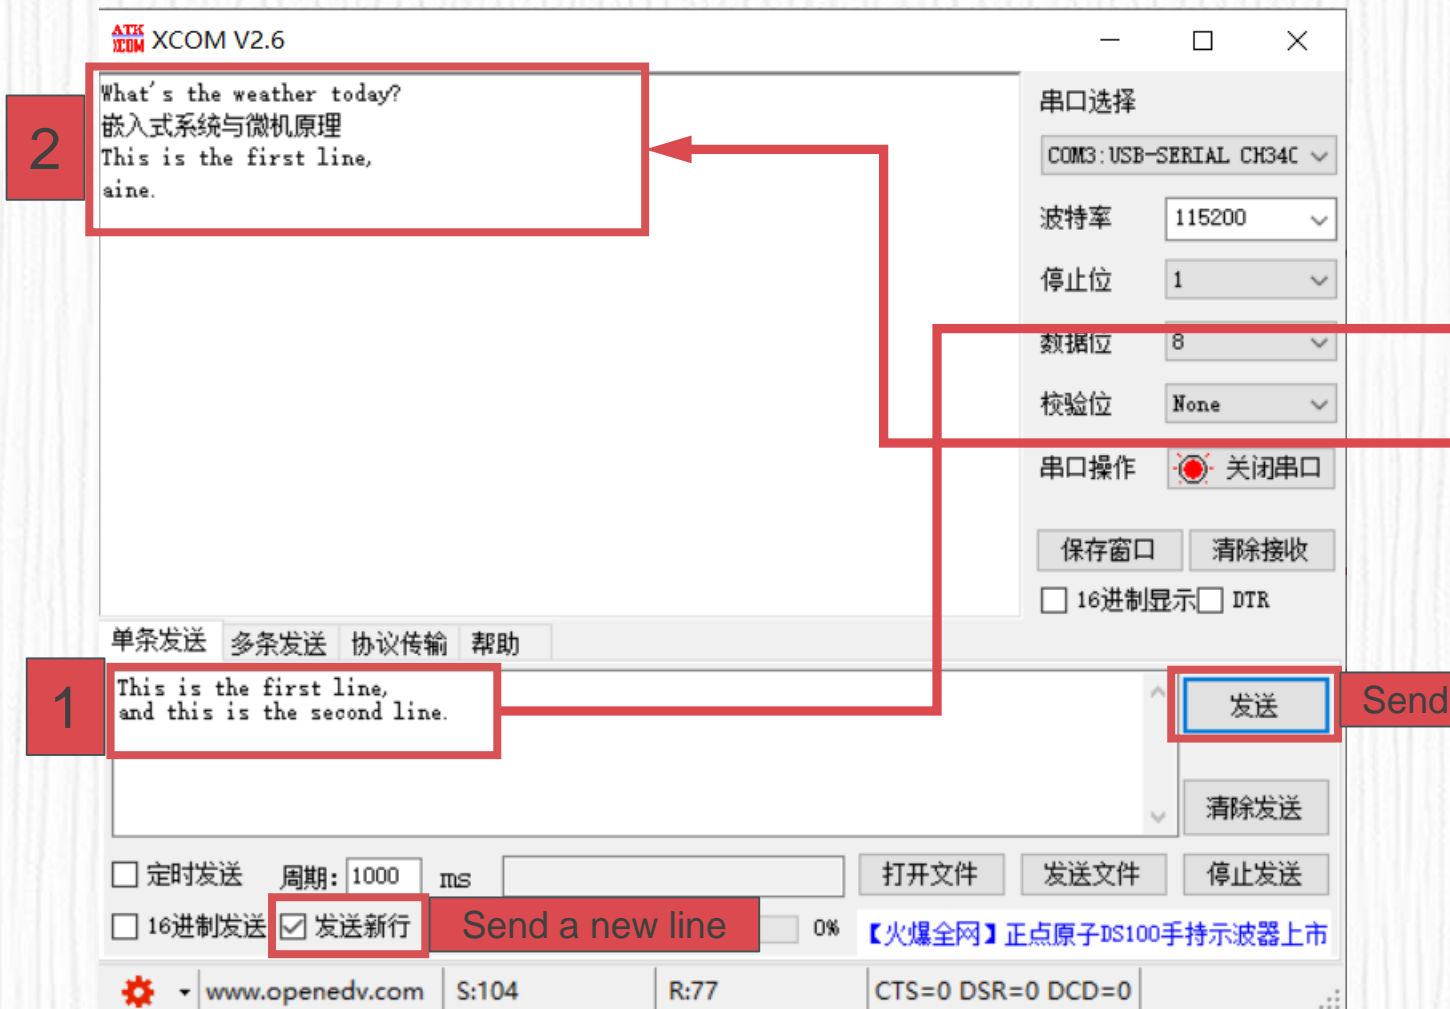 ATK
XCOM XCOM V2.6
What's the weather today?
嵌入式系统与微机原理
This is the first line,
aine.
2
串口选择
COM3:USB-SERIAL CH340
波特率 115200
停止位 1
数据位 8
校验位 None
串口操作 关闭串口
保存窗口 清除接收
16进制显示 DTR
单条发送 多条发送 协议传输 帮助
1
This is the first line,
and this is the second line.
发送 Send
清除发送
定时发送 周期: 1000 ms 打开文件 发送文件 停止发送
16进制发送 发送新行 Send a new line 0% 【火爆全网】正点原子DS100手持示波器上市
www.openedv.com S:104 R:77 CTS=0 DSR=0 DCD=0